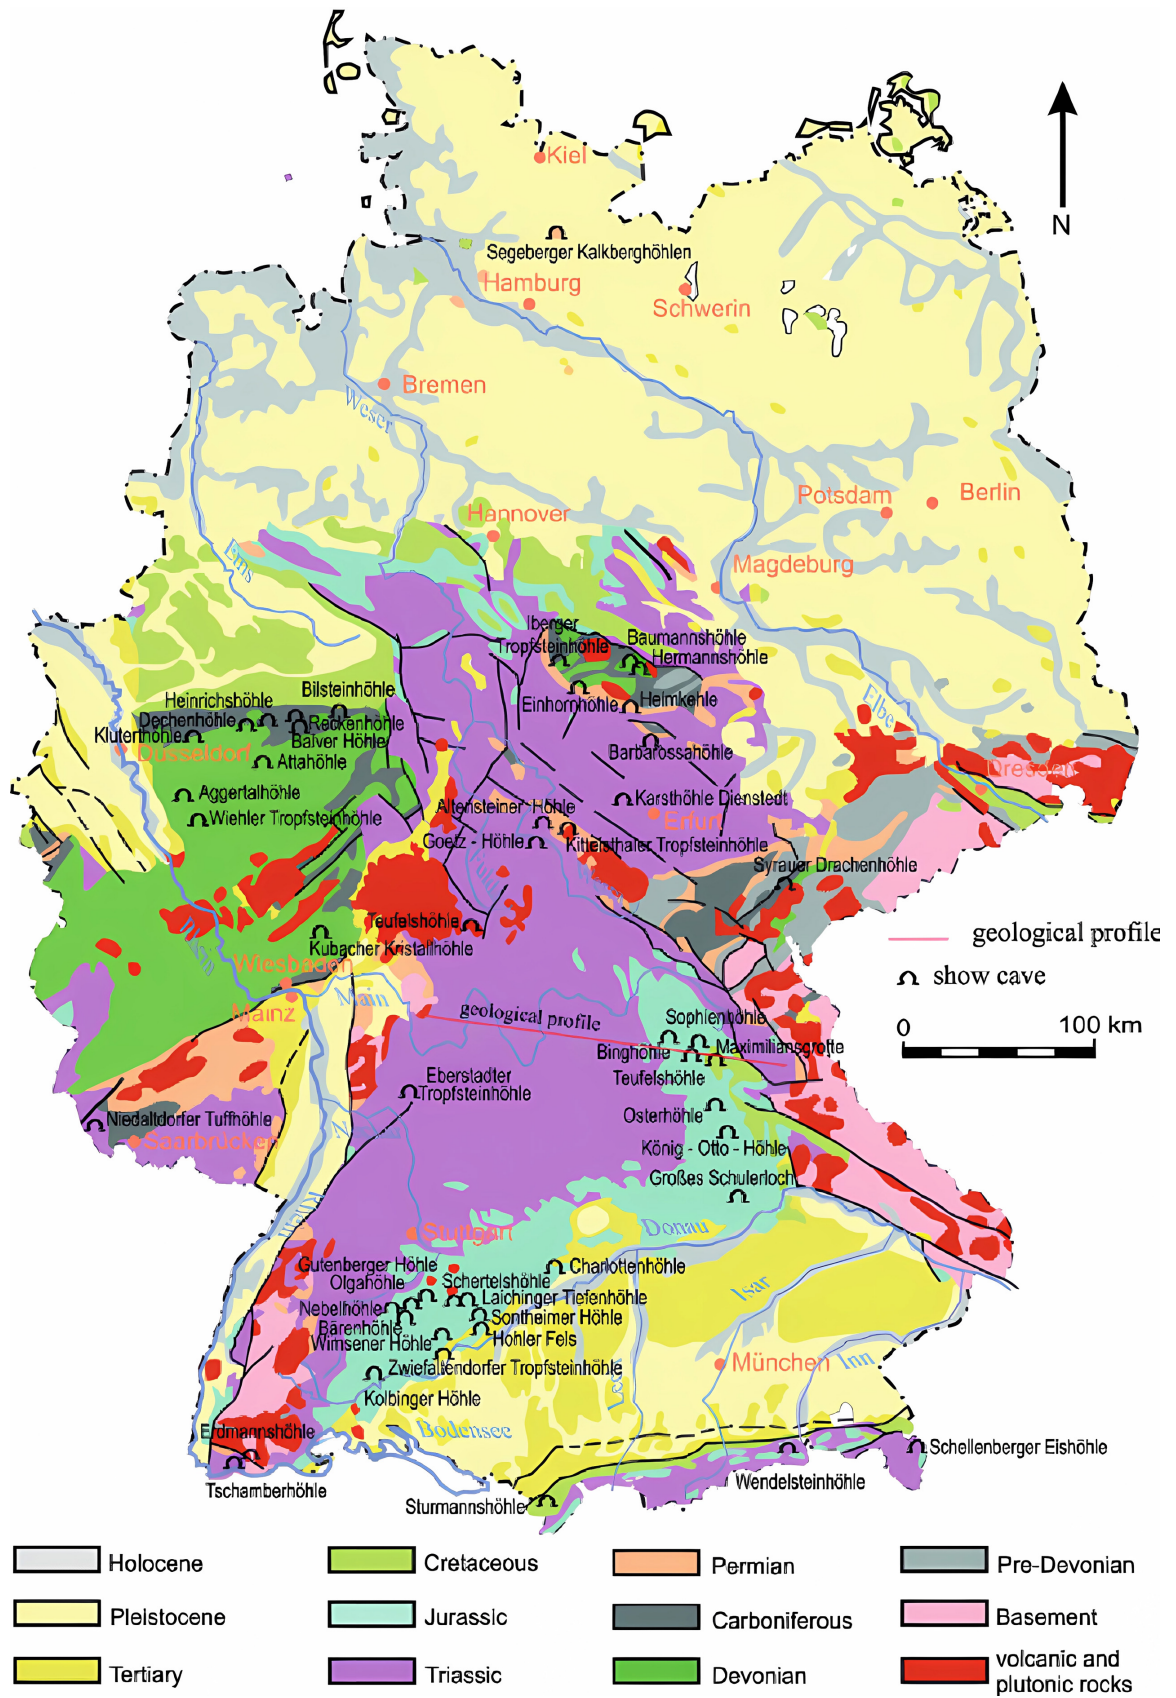 Kiel
N
Segeberger Kalkberghöhlen
Hamburg
Schwerin
Bremen
Weser
Potsdam
Berlin
Hannover
Ems
Magdeburg
Iberger
Tropfsteinhöhle
Baumannshöhle
Hermannshöhle
Einhornhöhle
Heimkehle
Elbe
Bilsteinhöhle
Heinrichshöhle
Dechenhöhle
Reckenhöhle
Kluterthöhle
Balver Höhle
Düsseldorf
Attahöhle
Barbarossahöhle
Dresden
Aggertalhöhle
Karsthöhle Dienstedt
Wiehler Tropfsteinhöhle
Altensteiner Höhle
Erfurt
Goetz - Höhle
Kittelsthaler Tropfsteinhöhle
Syrauer Drachenhöhle
Teufelshöhle
Kubacher Kristallhöhle
geological profile
show cave
Wiesbaden
Main
Mainz
geological profile
Sophienhöhle
0 100 km
Binghöhle
Maximiliansgrotte
Teufelshöhle
Eberstadter
Tropfsteinhöhle
Osterhöhle
Niedaltdorfer Tuffhöhle
Saarbrücken
König - Otto - Höhle
Großes Schulerloch
Rhein
Donau
Stuttgart
Gutenberger Höhle
Charlottenhöhle
Olgahöhle
Schertelshöhle
Isar
Laichinger Tiefenhöhle
Nebelhöhle
Sontheimer Höhle
Bärenhöhle
Hohler Fels
Wimsener Höhle
München
Inn
Zwiefaltendorfer Tropfsteinhöhle
Lech
Kolbinger Höhle
Bodensee
Erdmannshöhle
Schellenberger Eishöhle
Wendelsteinhöhle
Tschamberhöhle
Sturmannshöhle
Holocene
Cretaceous
Permian
Pre-Devonian
Pleistocene
Jurassic
Carboniferous
Basement
Tertiary
Triassic
Devonian
volcanic and
plutonic rocks